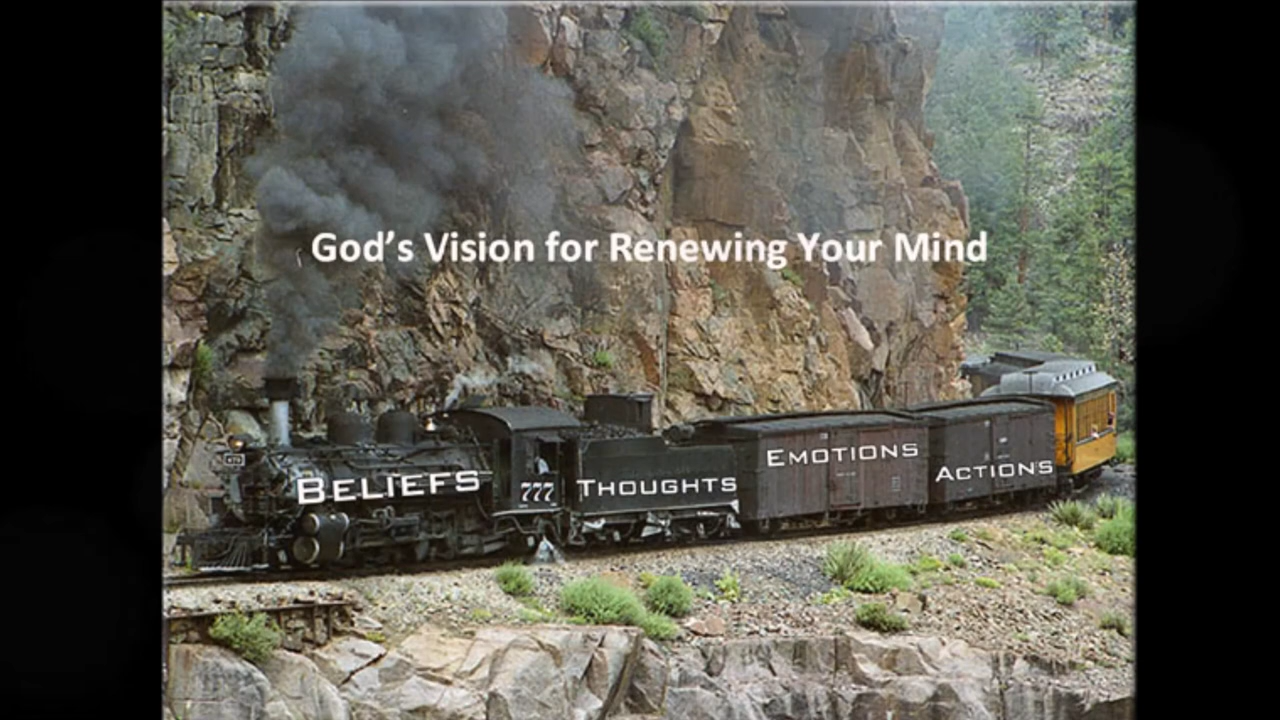 God's Vision for Renewing Your Mind
BELIEFS
777
THOUGHTS
EMOTIONS
ACTIONS